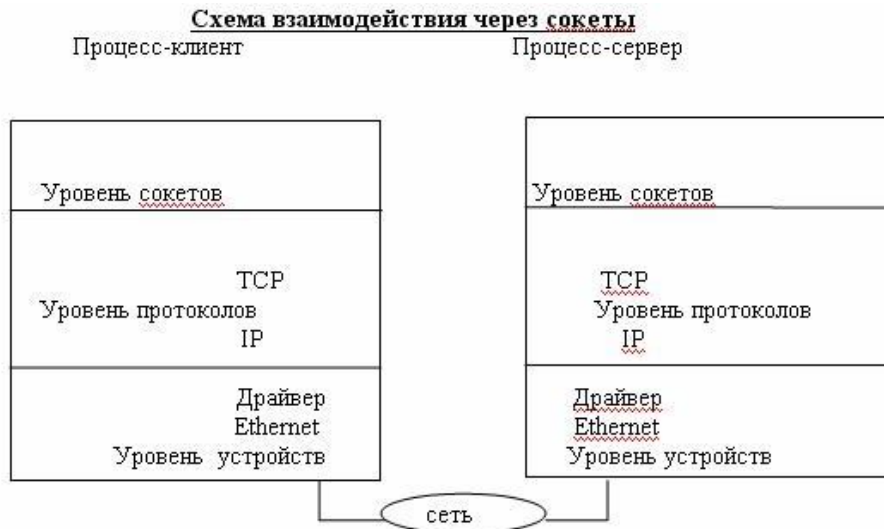 Схема взаимодействия через сокеты
Процесс-клиент
Процесс-сервер
Уровень сокетов
TCP
Уровень протоколов
IP
Драйвер
Ethernet
Уровень устройств
Уровень сокетов
TCP
Уровень протоколов
IP
Драйвер
Ethernet
Уровень устройств
сеть